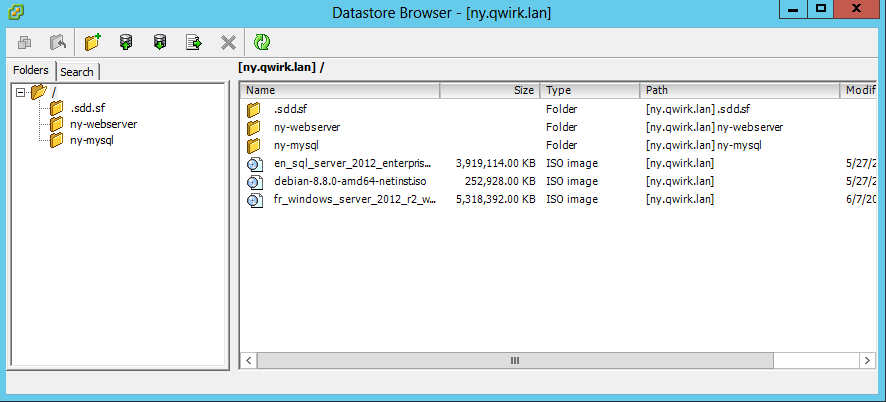 Datastore Browser - [ny.qwirk.lan]
Folders Search
[ny.qwirk.lan] /
/
.sdd.sf
ny-webserver
ny-mysql
Name Size Type Path Modif
.sdd.sf Folder [ny.qwirk.lan] .sdd.sf
ny-webserver Folder [ny.qwirk.lan] ny-webserver
ny-mysql Folder [ny.qwirk.lan] ny-mysql
en_sql_server_2012_enterpris... 3,919,114.00 KB ISO image [ny.qwirk.lan] 5/27/2
debian-8.8.0-amd64-netinst.iso 252,928.00 KB ISO image [ny.qwirk.lan] 5/27/2
fr_windows_server_2012_r2_w... 5,318,392.00 KB ISO image [ny.qwirk.lan] 6/7/20